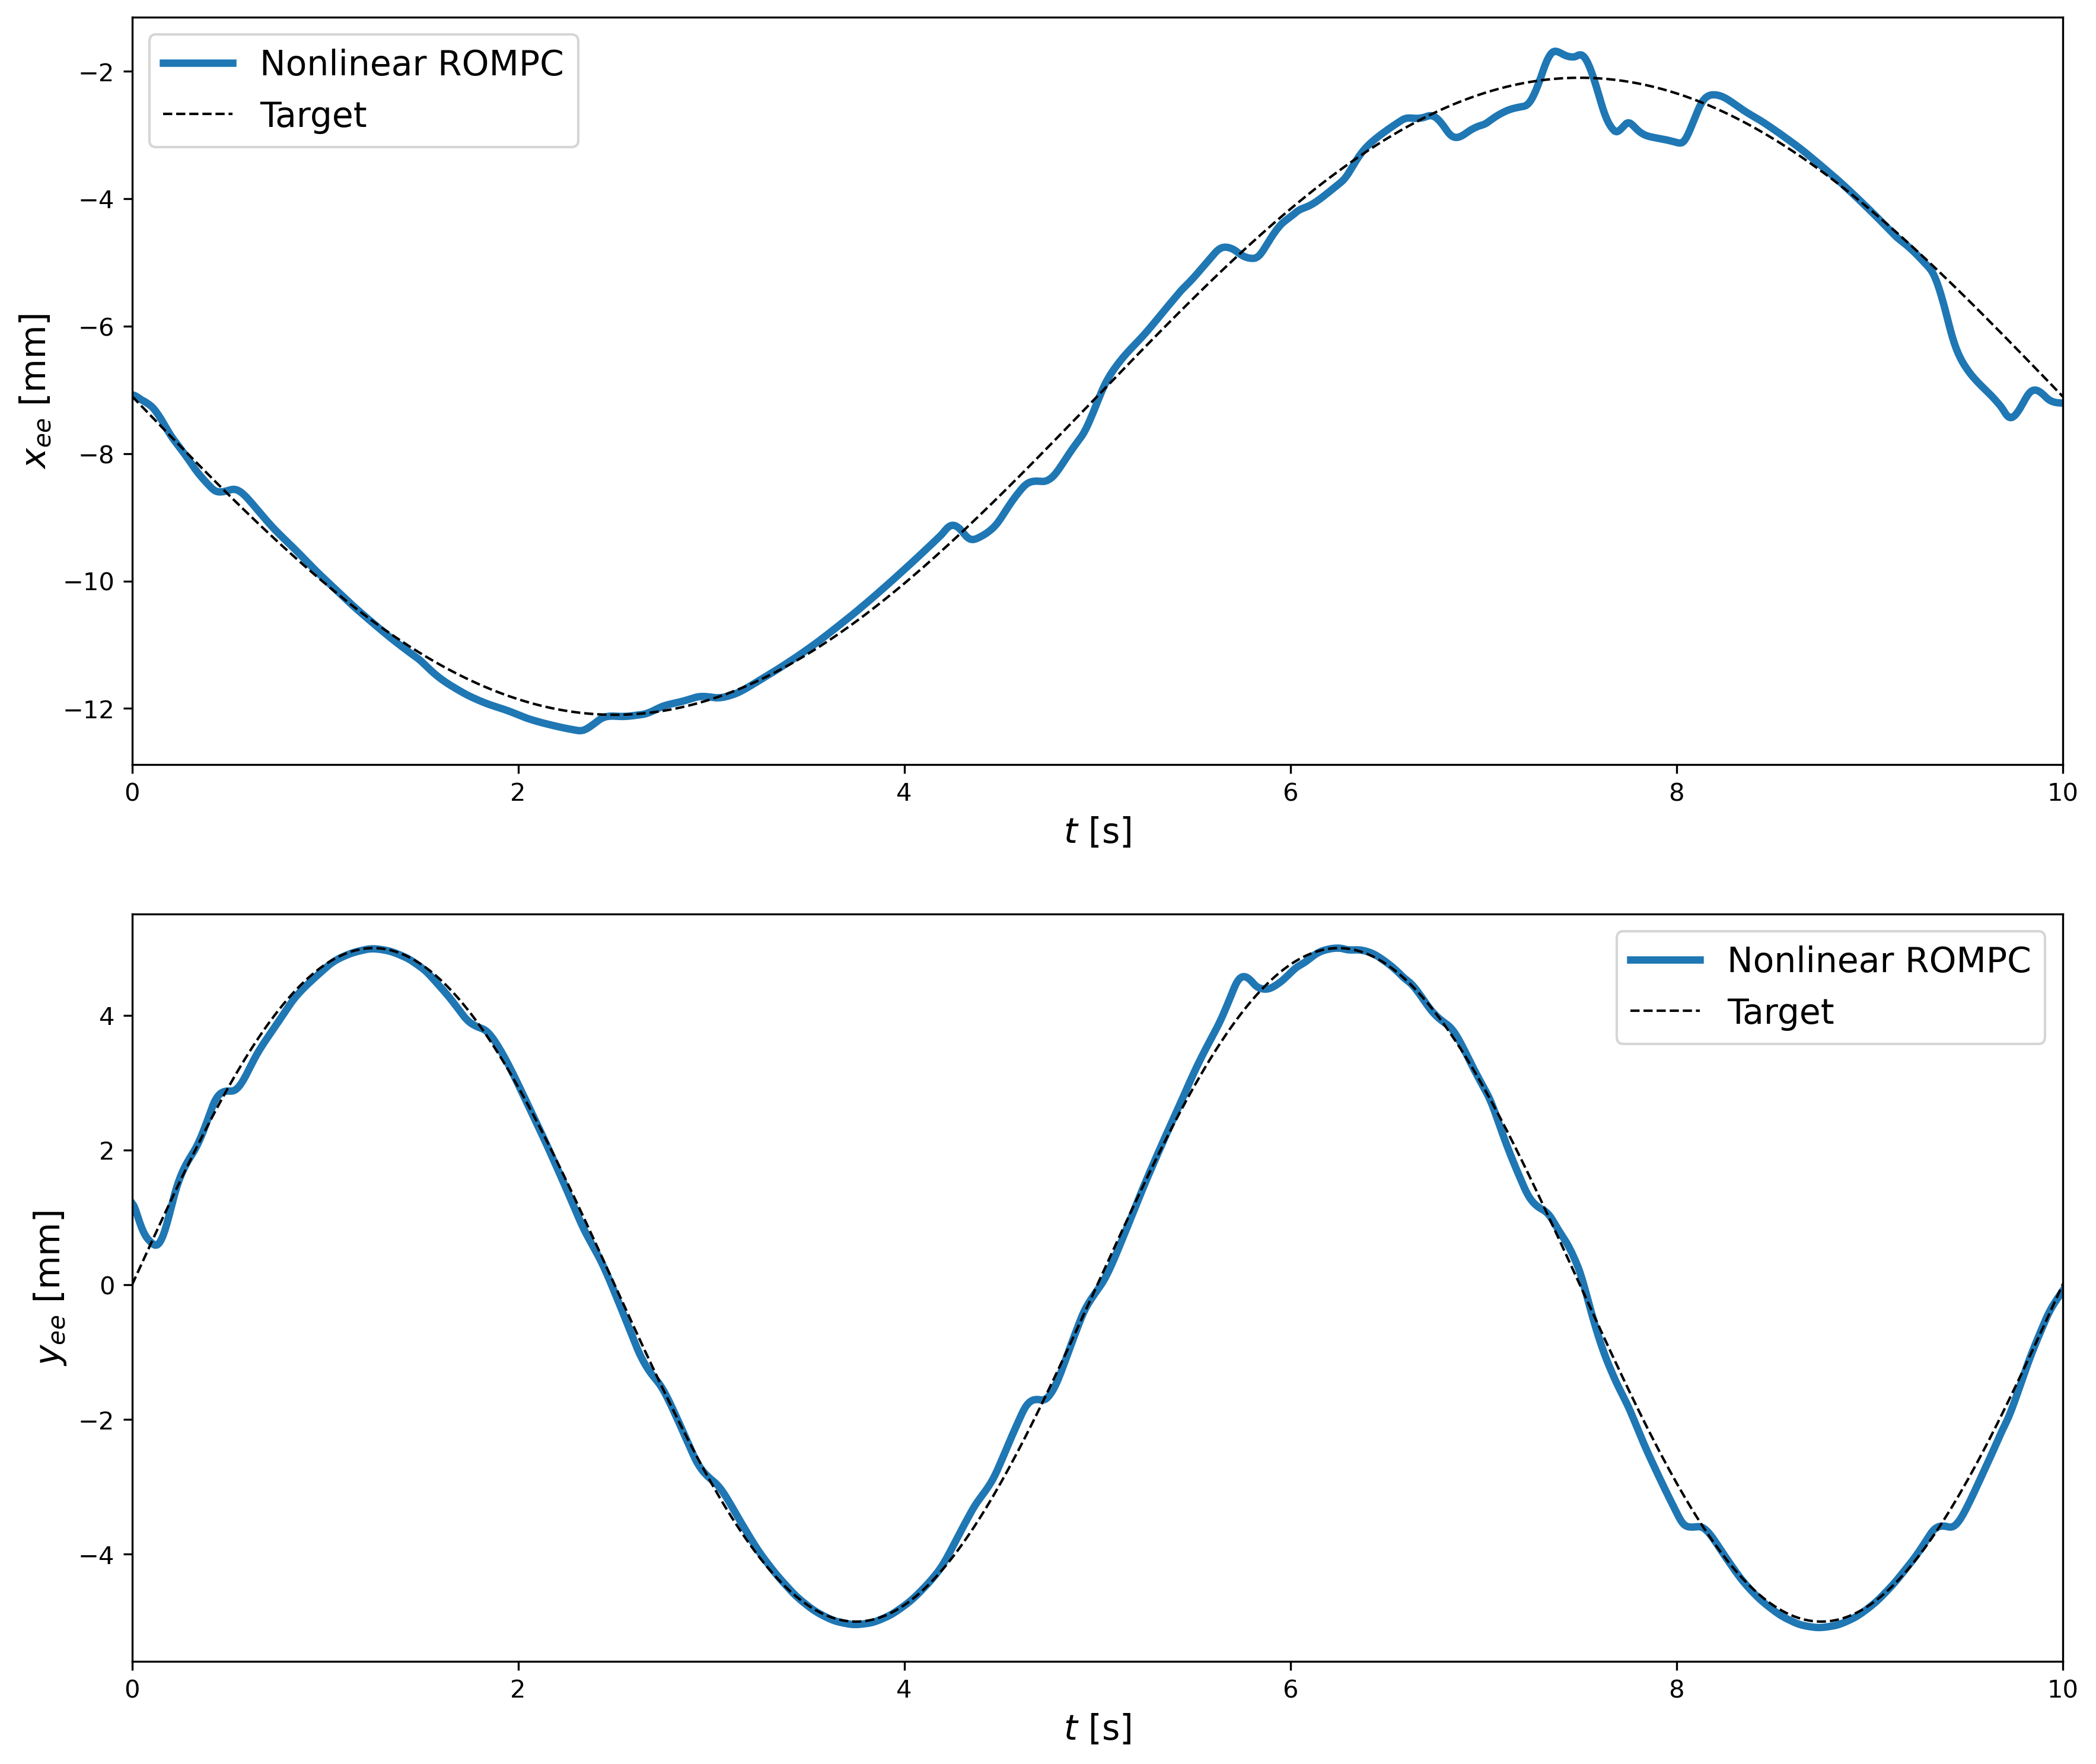 Nonlinear ROMPC
Target
−2
−4
−6
−8
−10
−12
x_ee [mm]
0 2 4 6 8 10
t [s]
Nonlinear ROMPC
Target
4
2
0
−2
−4
y_ee [mm]
0 2 4 6 8 10
t [s]